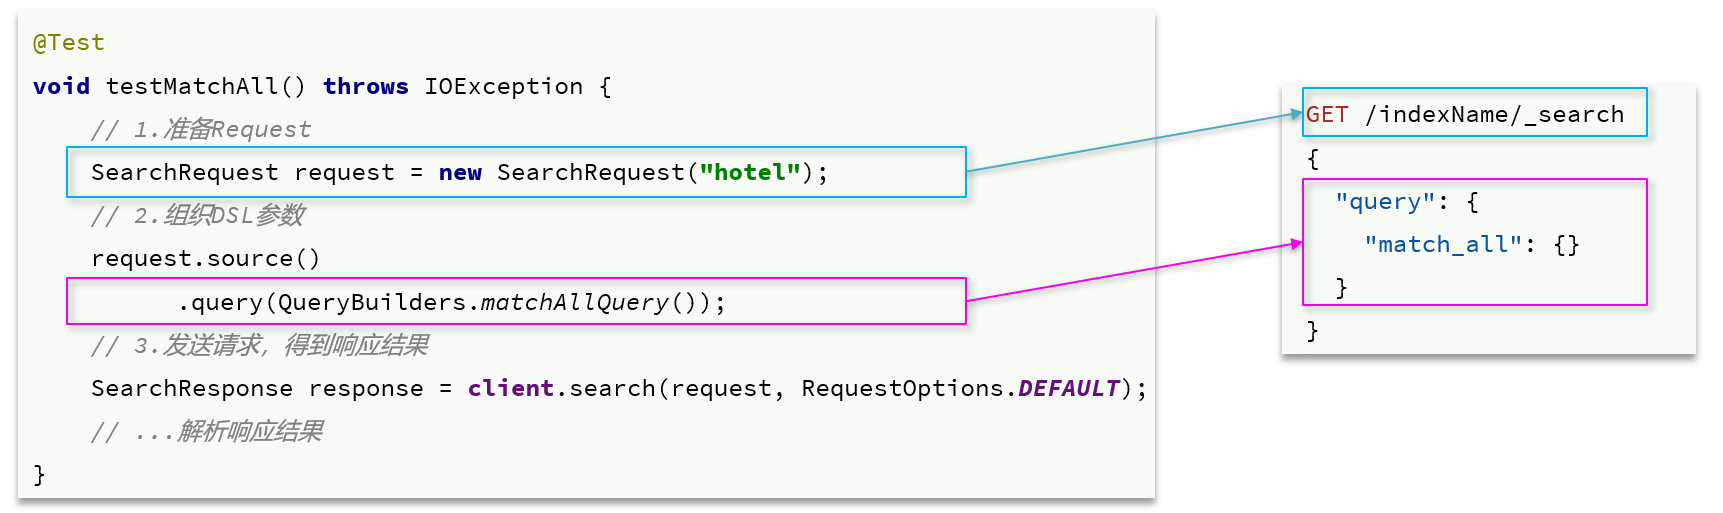 @Test
void testMatchAll() throws IOException {
// 1.准备Request
SearchRequest request = new SearchRequest("hotel");
// 2.组织DSL参数
request.source()
.query(QueryBuilders.matchAllQuery());
// 3.发送请求，得到响应结果
SearchResponse response = client.search(request, RequestOptions.DEFAULT);
// ...解析响应结果
}
GET /indexName/_search
{
"query": {
"match_all": {}
}
}